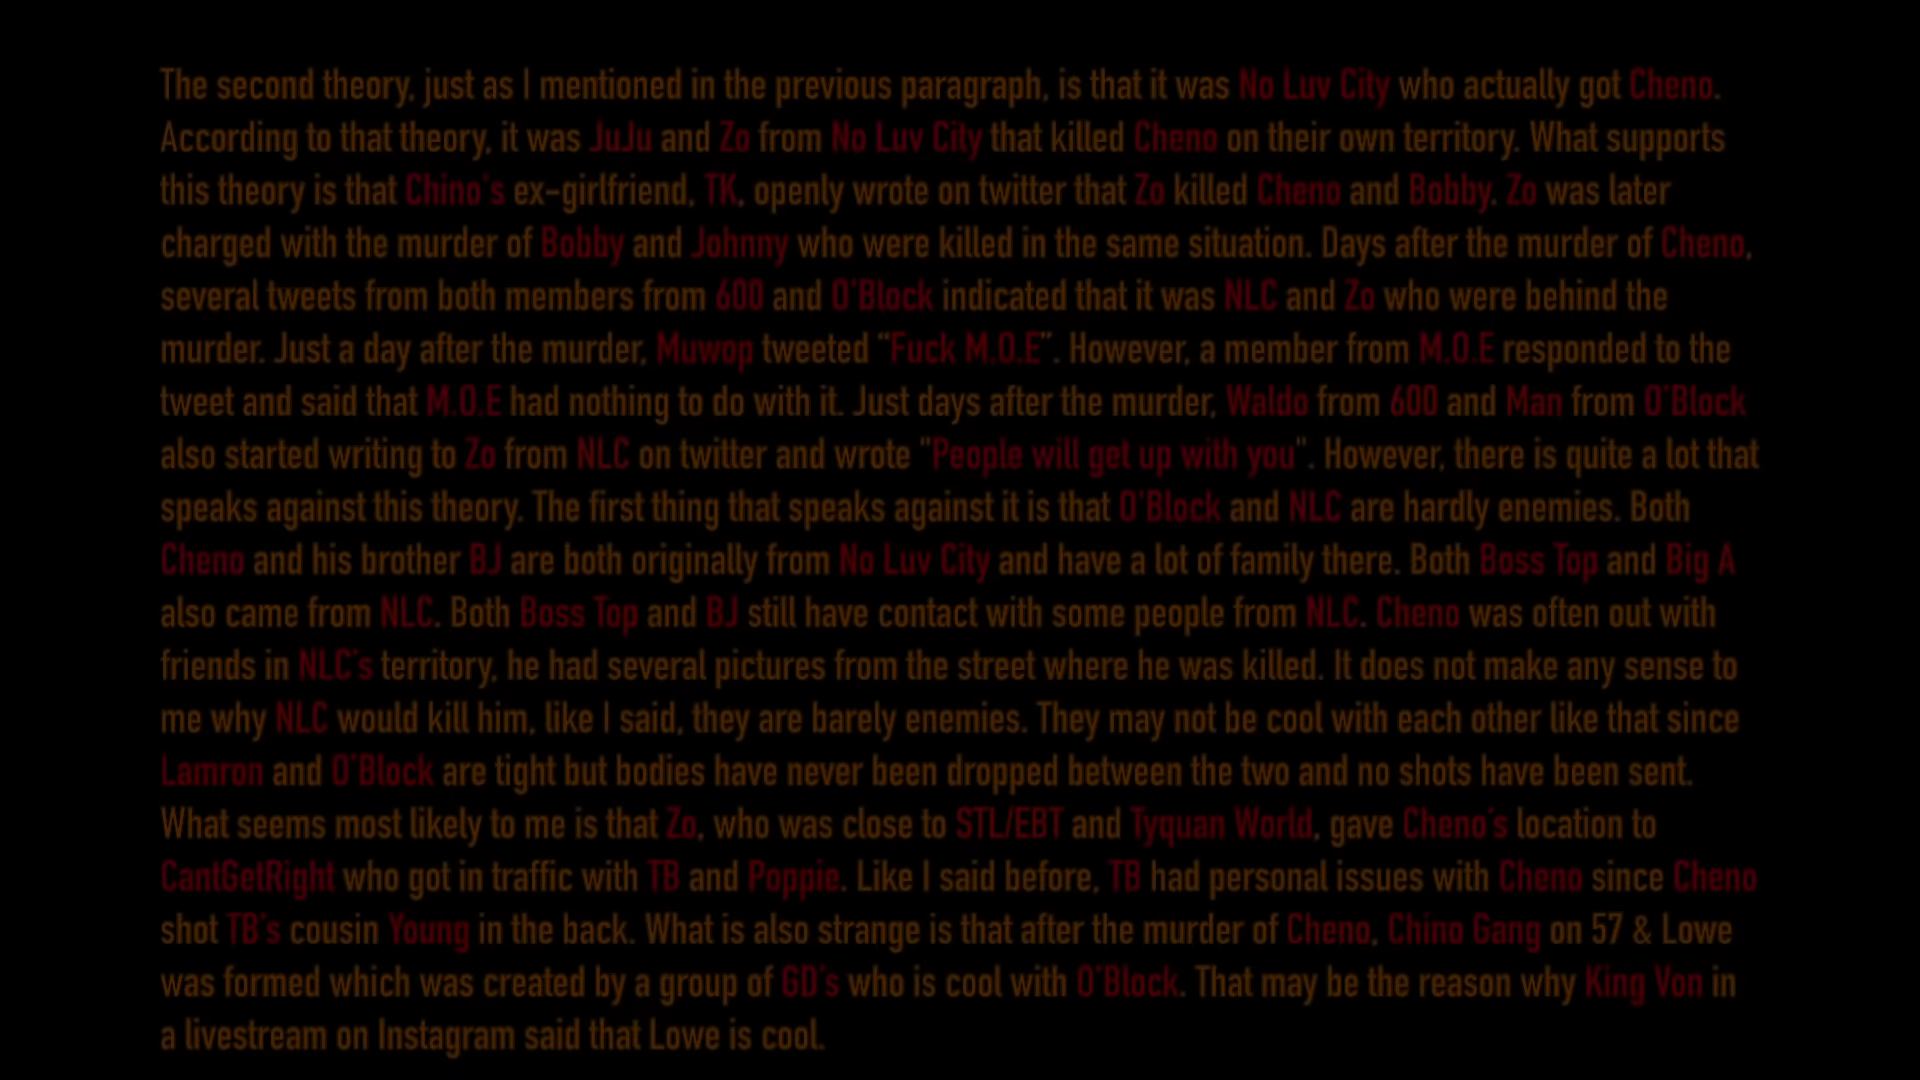 The second theory, just as I mentioned in the previous paragraph, is that it was No Luv City who actually got Cheno.
According to that theory, it was JuJu and Zo from No Luv City that killed Cheno on their own territory. What supports
this theory is that Chino's ex-girlfriend, TK, openly wrote on twitter that Zo killed Cheno and Bobby. Zo was later
charged with the murder of Bobby and Johnny who were killed in the same situation. Days after the murder of Cheno,
several tweets from both members from 600 and O'Block indicated that it was NLC and Zo who were behind the
murder. Just a day after the murder, Muwop tweeted "Fuck M.O.E". However, a member from M.O.E responded to the
tweet and said that M.O.E had nothing to do with it. Just days after the murder, Waldo from 600 and Man from O'Block
also started writing to Zo from NLC on twitter and wrote "People will get up with you". However, there is quite a lot that
speaks against this theory. The first thing that speaks against it is that O'Block and NLC are hardly enemies. Both
Cheno and his brother BJ are both originally from No Luv City and have a lot of family there. Both Boss Top and Big A
also came from NLC. Both Boss Top and BJ still have contact with some people from NLC. Cheno was often out with
friends in NLC's territory, he had several pictures from the street where he was killed. It does not make any sense to
me why NLC would kill him, like I said, they are barely enemies. They may not be cool with each other like that since
Lamron and O'Block are tight but bodies have never been dropped between the two and no shots have been sent.
What seems most likely to me is that Zo, who was close to STL/EBT and Tyquan World, gave Cheno's location to
CantGetRight who got in traffic with TB and Poppie. Like I said before, TB had personal issues with Cheno since Cheno
shot TB's cousin Young in the back. What is also strange is that after the murder of Cheno, Chino Gang on 57 & Lowe
was formed which was created by a group of GD's who is cool with O'Block. That may be the reason why King Von in
a livestream on Instagram said that Lowe is cool.